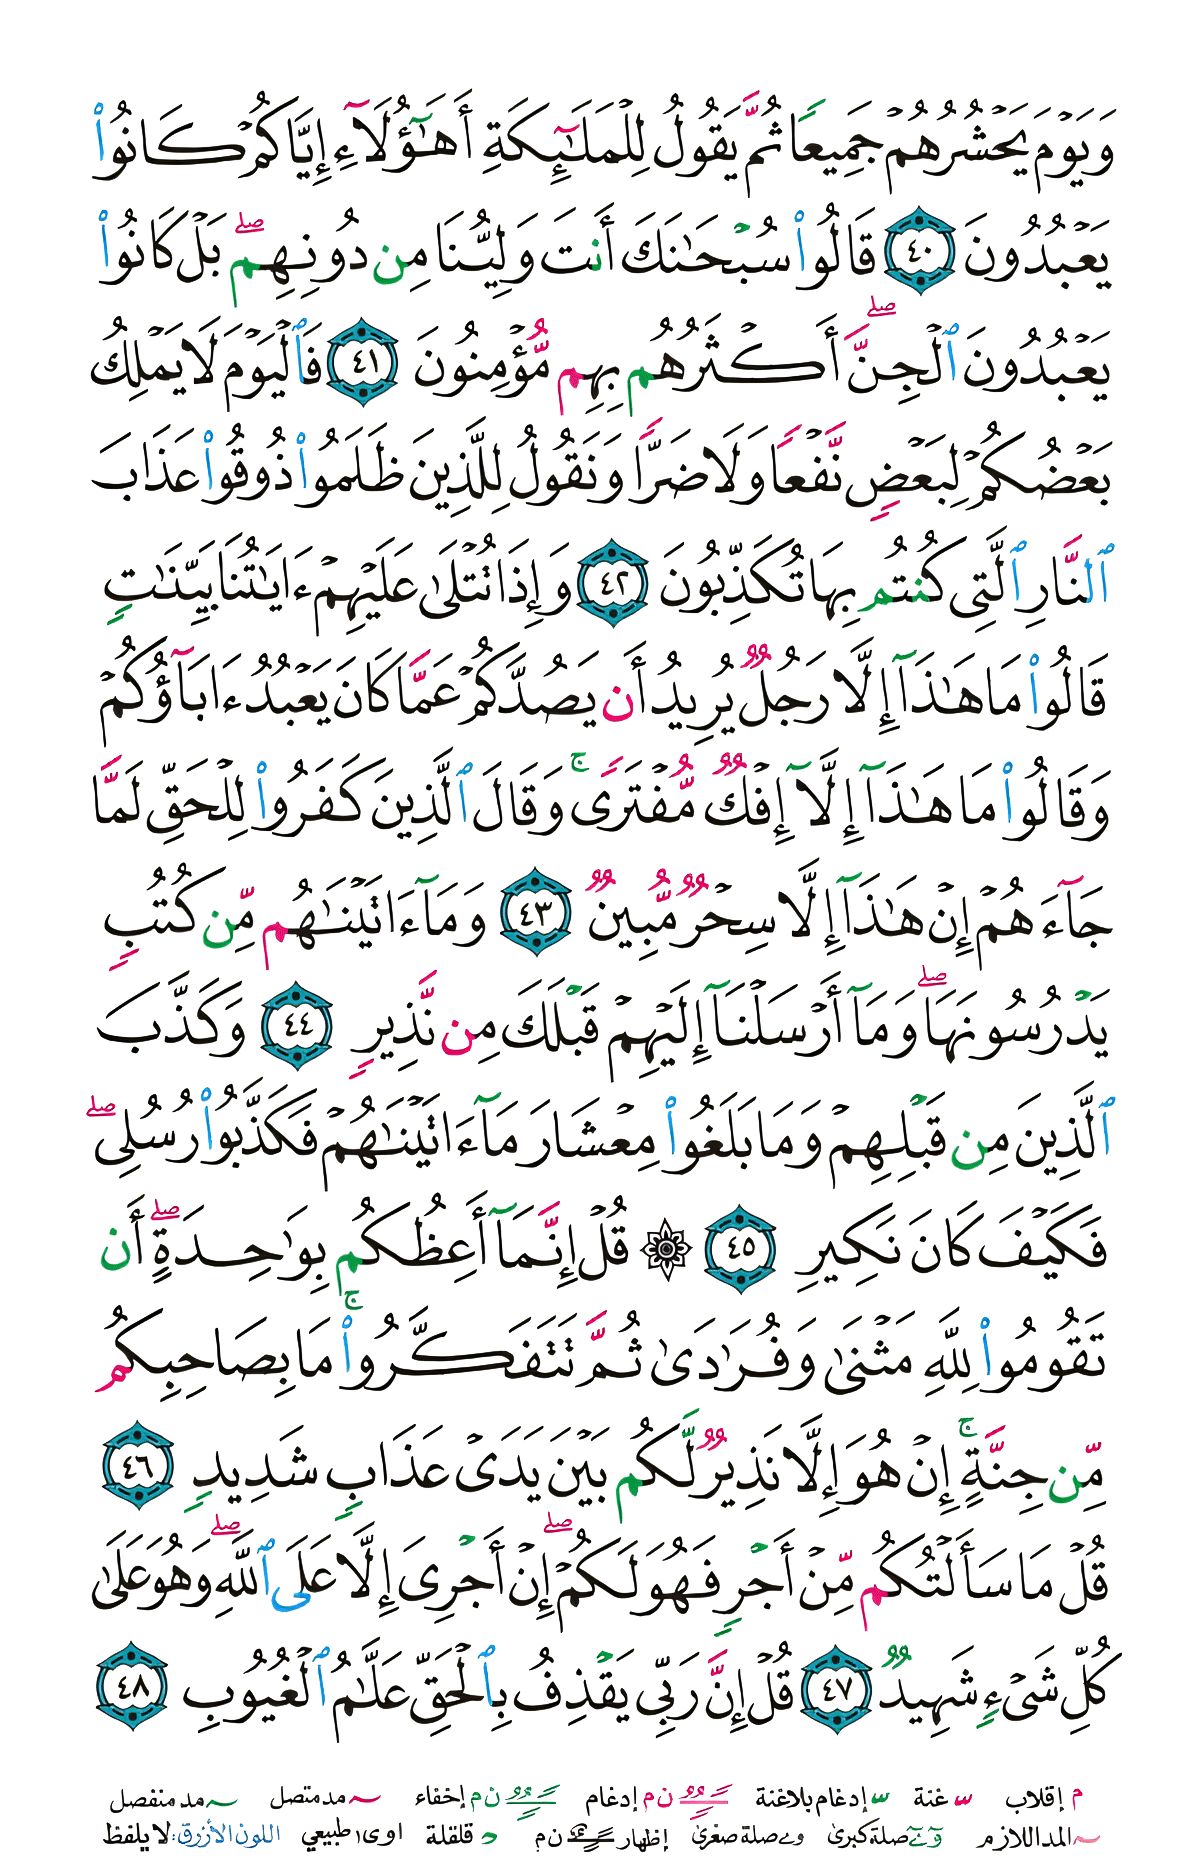 وَيَوْمَ يَحْشُرُهُمْ جَمِيعًا ثُمَّ يَقُولُ لِلْمَلَـٰٓئِكَةِ أَهَـٰٓؤُلَآءِ إِيَّاكُمْ كَانُوا۟
يَعْبُدُونَ ٤٠ قَالُوا۟ سُبْحَـٰنَكَ أَنتَ وَلِيُّنَا مِن دُونِهِم ۖ بَلْ كَانُوا۟
يَعْبُدُونَ ٱلْجِنَّ ۖ أَكْثَرُهُم بِهِم مُّؤْمِنُونَ ٤١ فَٱلْيَوْمَ لَا يَمْلِكُ
بَعْضُكُمْ لِبَعْضٍ نَّفْعًا وَلَا ضَرًّا وَنَقُولُ لِلَّذِينَ ظَلَمُوا۟ ذُوقُوا۟ عَذَابَ
ٱلنَّارِ ٱلَّتِى كُنتُم بِهَا تُكَذِّبُونَ ٤٢ وَإِذَا تُتْلَىٰ عَلَيْهِمْ ءَايَـٰتُنَا بَيِّنَـٰتٍ
قَالُوا۟ مَا هَـٰذَآ إِلَّا رَجُلٌ يُرِيدُ أَن يَصُدَّكُمْ عَمَّا كَانَ يَعْبُدُ ءَابَآؤُكُمْ
وَقَالُوا۟ مَا هَـٰذَآ إِلَّآ إِفْكٌ مُّفْتَرًى ۚ وَقَالَ ٱلَّذِينَ كَفَرُوا۟ لِلْحَقِّ لَمَّا
جَآءَهُمْ إِنْ هَـٰذَآ إِلَّا سِحْرٌ مُّبِينٌ ٤٣ وَمَآ ءَاتَيْنَـٰهُم مِّن كُتُبٍ
يَدْرُسُونَهَا ۖ وَمَآ أَرْسَلْنَآ إِلَيْهِمْ قَبْلَكَ مِن نَّذِيرٍ ٤٤ وَكَذَّبَ
ٱلَّذِينَ مِن قَبْلِهِمْ وَمَا بَلَغُوا۟ مِعْشَارَ مَآ ءَاتَيْنَـٰهُمْ فَكَذَّبُوا۟ رُسُلِى ۖ
فَكَيْفَ كَانَ نَكِيرِ ٤٥ ۞ قُلْ إِنَّمَآ أَعِظُكُم بِوَٰحِدَةٍ ۖ أَن
تَقُومُوا۟ لِلَّهِ مَثْنَىٰ وَفُرَٰدَىٰ ثُمَّ تَتَفَكَّرُوا۟ ۚ مَا بِصَاحِبِكُم
مِّن جِنَّةٍ ۚ إِنْ هُوَ إِلَّا نَذِيرٌ لَّكُم بَيْنَ يَدَىْ عَذَابٍ شَدِيدٍ ٤٦
قُلْ مَا سَأَلْتُكُم مِّنْ أَجْرٍ فَهُوَ لَكُمْ ۖ إِنْ أَجْرِىَ إِلَّا عَلَى ٱللَّهِ ۖ وَهُوَ عَلَىٰ
كُلِّ شَىْءٍ شَهِيدٌ ٤٧ قُلْ إِنَّ رَبِّى يَقْذِفُ بِٱلْحَقِّ عَلَّـٰمُ ٱلْغُيُوبِ ٤٨
م إقلاب ّ غنة ّ إدغام بلاغنة ن م إدغام ن م إخفاء ~ مد متصل ~ مد منفصل
~ المد اللازم و ے صلة كبرى و ے صلة صغرى إظهار ن م د قلقلة ا و ى طبيعي اللون الأزرق: لا يلفظ